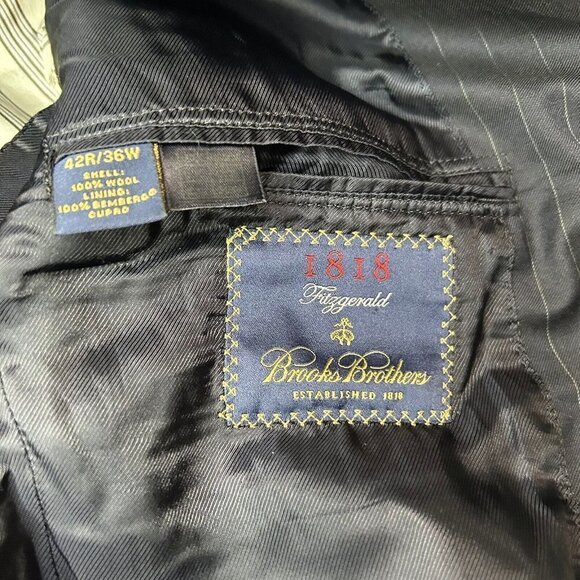 42R/36W
SHELL:
100% WOOL
LINING:
100% BEMBERG®
CUPRO
1818
Fitzgerald
Brooks Brothers
ESTABLISHED 1818